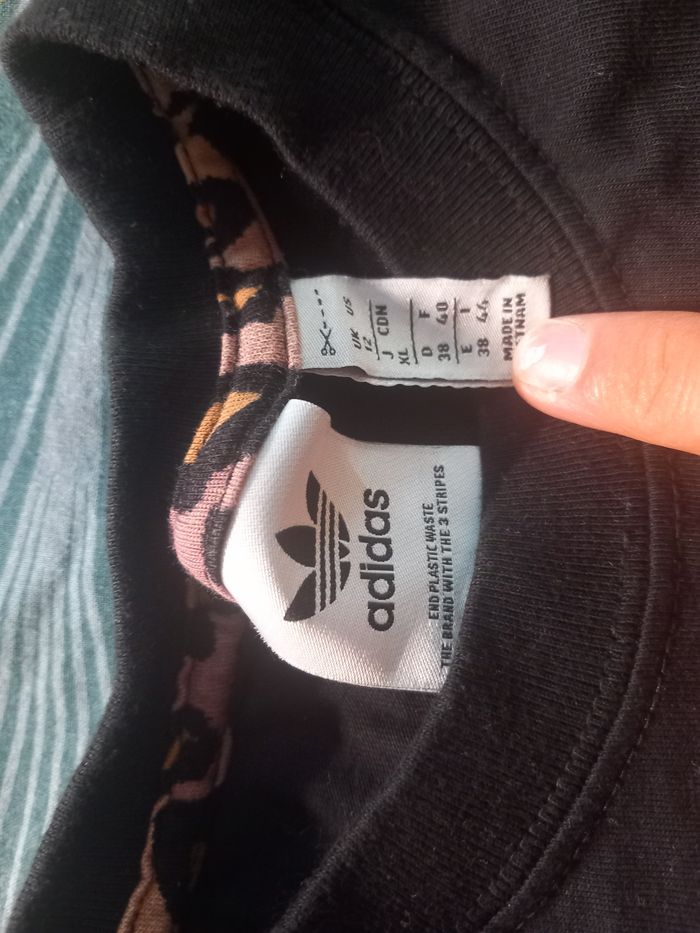 UK US
12
J CDN
XL
D F
38 40
E I
38 44
MADE IN
TNAM
adidas
END PLASTIC WASTE
THE BRAND WITH THE 3 STRIPES